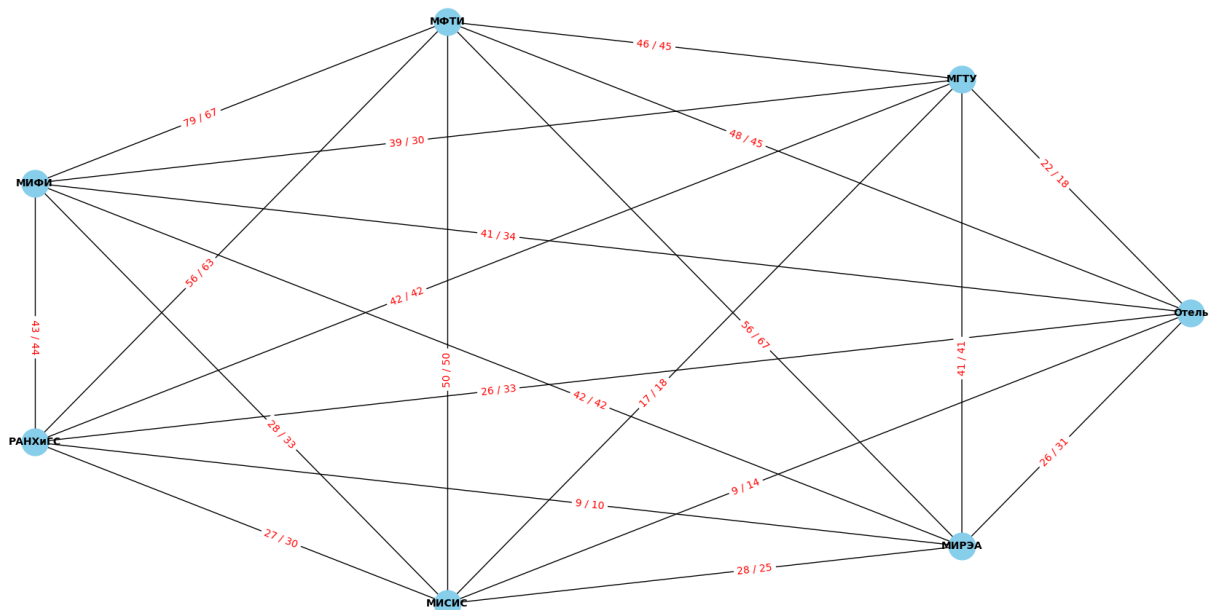 МФТИ
46 / 45
МГТУ
79 / 67
39 / 30
48 / 45
22 / 18
МИФИ
41 / 34
56 / 63
42 / 42
Отель
43 / 44
56 / 67
41 / 41
50 / 50
26 / 33
17 / 18
42 / 42
28 / 33
РАНХиГС
26 / 31
9 / 14
9 / 10
27 / 30
МИРЭА
28 / 25
МИСИС